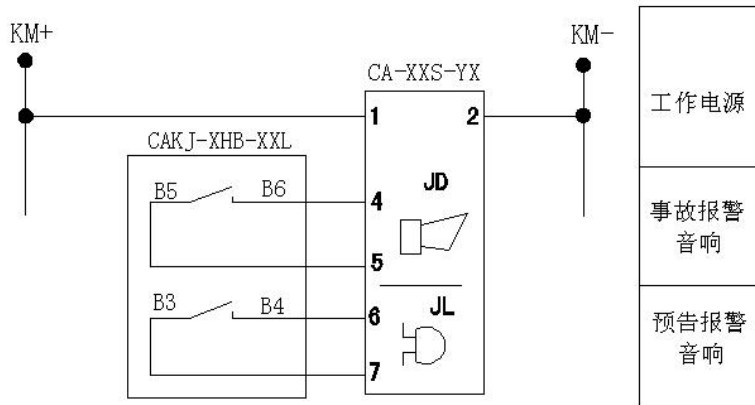 KM+
KM-
CA-XXS-YX
1
2
工作电源
CAKJ-XHB-XXL
B5
B6
4
JD
5
事故报警
音响
B3
B4
6
JL
7
预告报警
音响